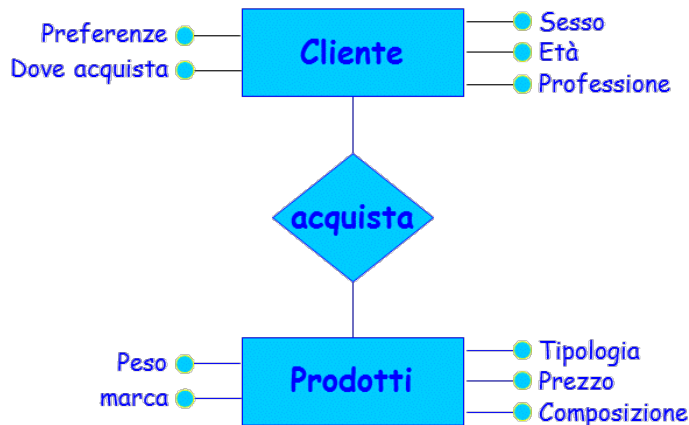 Preferenze
Dove acquista
Cliente
Sesso
Età
Professione
acquista
Peso
marca
Prodotti
Tipologia
Prezzo
Composizione